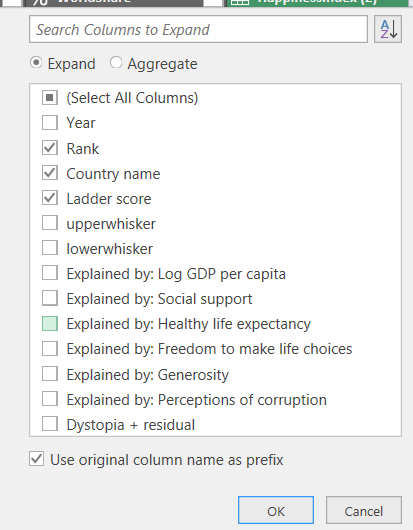 Worldshare
HappinessIndex (2)
Search Columns to Expand
A
Z
Expand
Aggregate
(Select All Columns)
Year
Rank
Country name
Ladder score
upperwhisker
lowerwhisker
Explained by: Log GDP per capita
Explained by: Social support
Explained by: Healthy life expectancy
Explained by: Freedom to make life choices
Explained by: Generosity
Explained by: Perceptions of corruption
Dystopia + residual
Use original column name as prefix
OK
Cancel